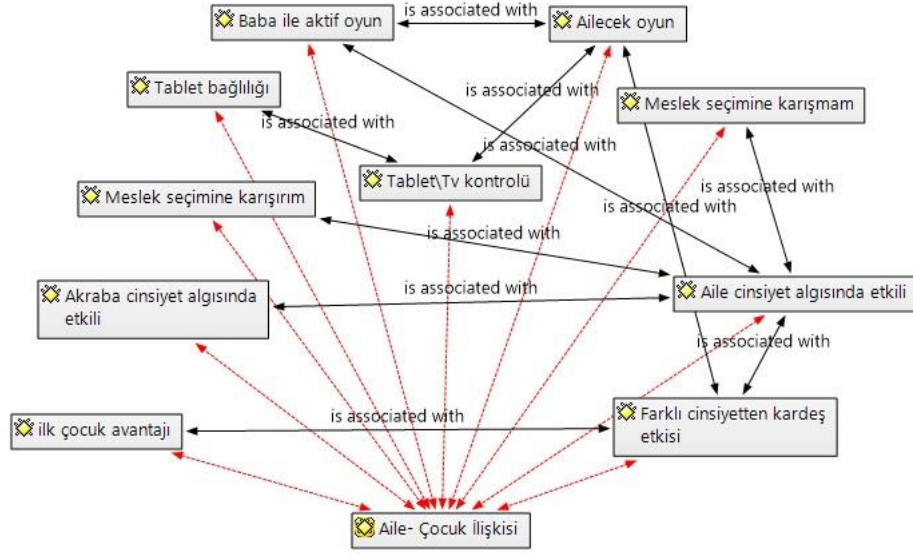 is associated with
Baba ile aktif oyun
Ailecek oyun
Tablet bağlılığı
is associated with
Meslek seçimine karışmam
is associated with
is associated with
Tablet\Tv kontrolü
is associated with
Meslek seçimine karışırım
is associated with
is associated with
Akraba cinsiyet algısında
etkili
is associated with
Aile cinsiyet algısında etkili
is associated with
Farklı cinsiyetten kardeş
etkisi
is associated with
ilk çocuk avantajı
Aile- Çocuk İlişkisi